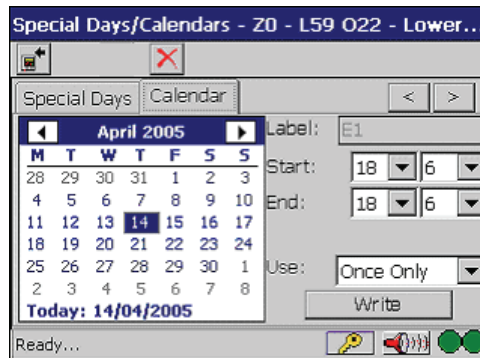 Special Days/Calendars - Z0 - L59 O22 - Lower...
Special Days Calendar < >
April 2005
M T W T F S S
28 29 30 31 1 2 3
4 5 6 7 8 9 10
11 12 13 14 15 16 17
18 19 20 21 22 23 24
25 26 27 28 29 30 1
2 3 4 5 6 7 8
Today: 14/04/2005
Label: E1
Start: 18 6
End: 18 6
Use: Once Only
Write
Ready...